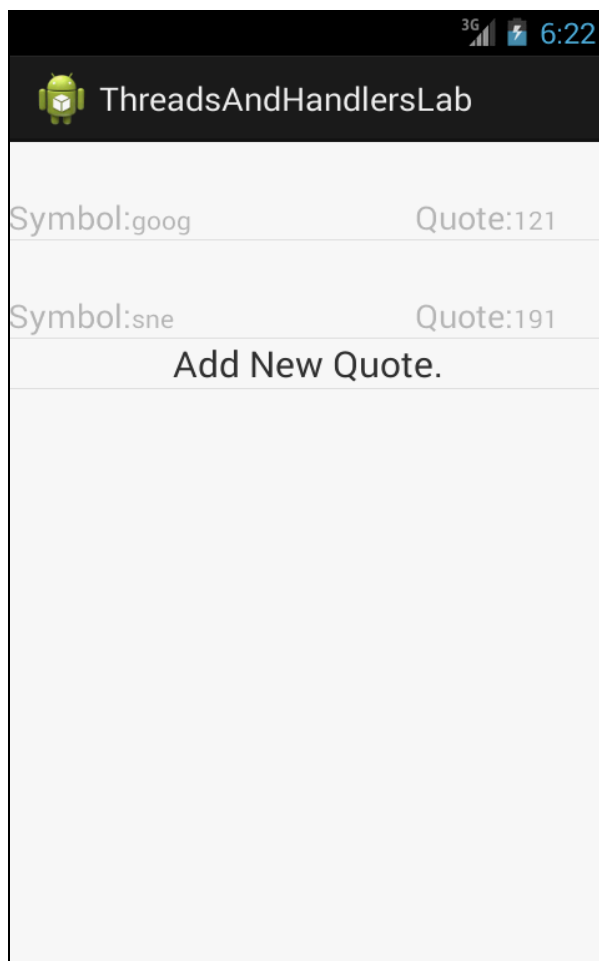 3G 6:22
ThreadsAndHandlersLab
Symbol:goog Quote:121
Symbol:sne Quote:191
Add New Quote.